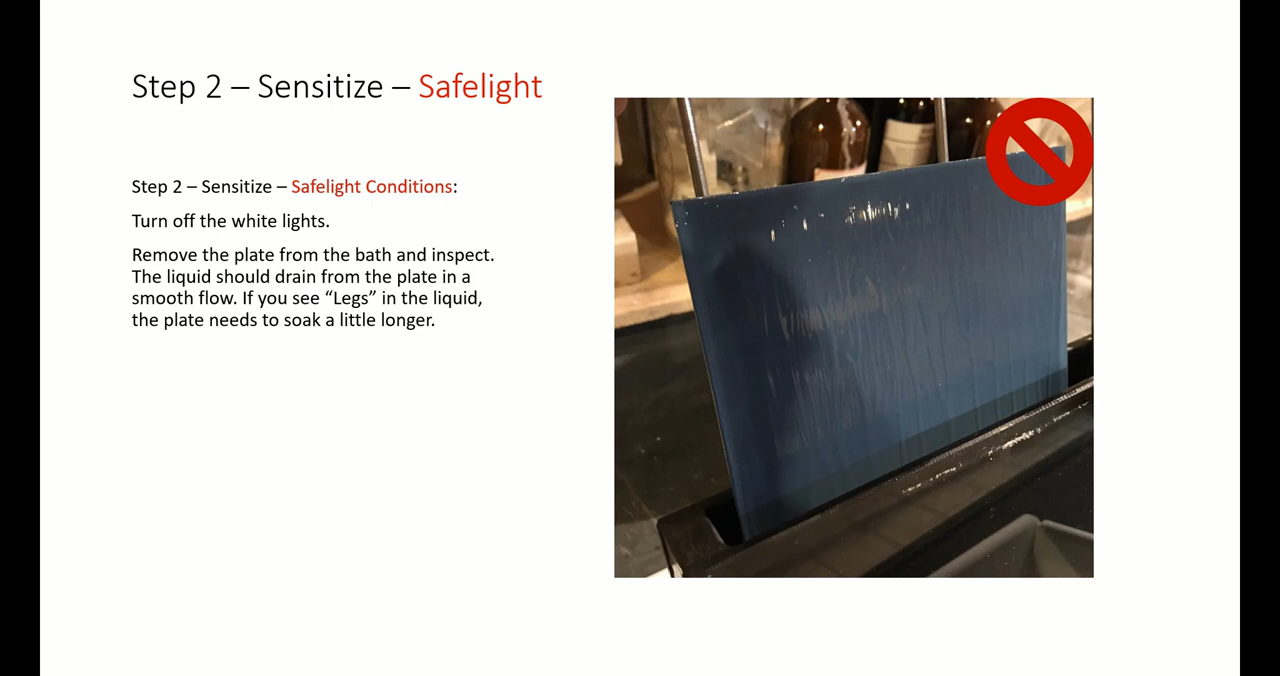 Step 2 – Sensitize – Safelight
Step 2 – Sensitize – Safelight Conditions:
Turn off the white lights.
Remove the plate from the bath and inspect.
The liquid should drain from the plate in a
smooth flow. If you see “Legs” in the liquid,
the plate needs to soak a little longer.